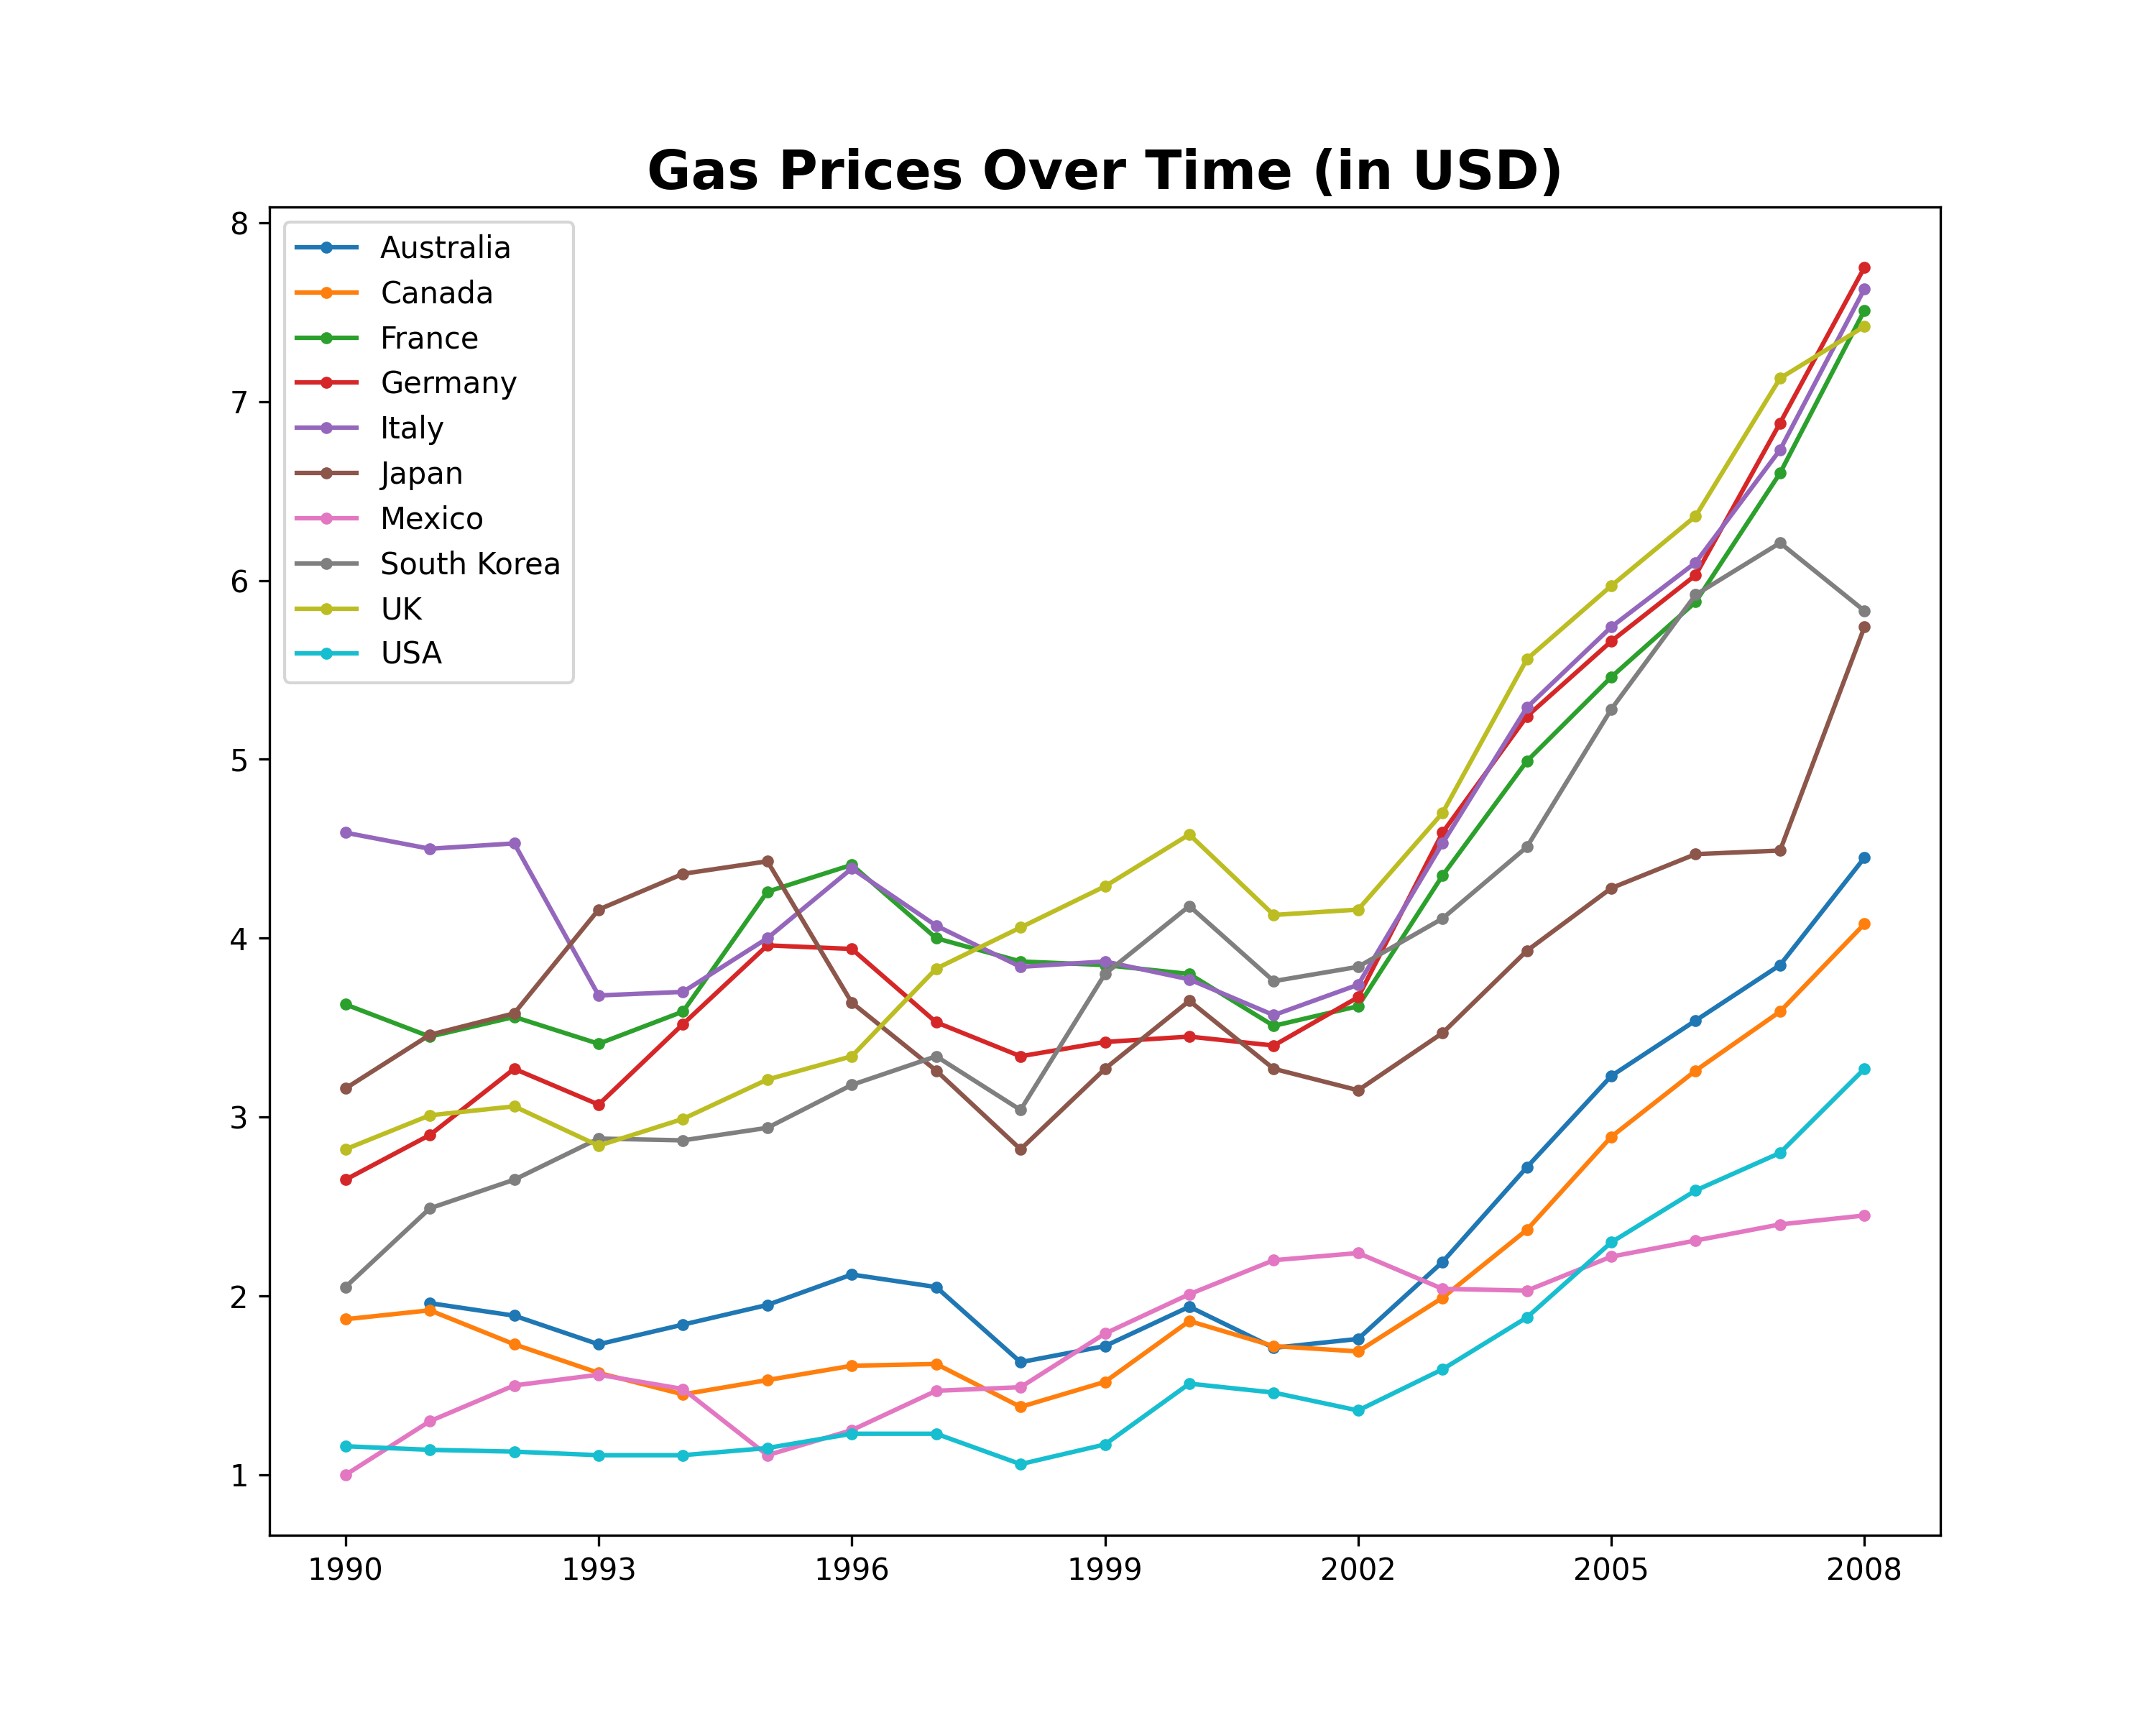 Gas Prices Over Time (in USD)
8
7
6
5
4
3
2
1
Australia
Canada
France
Germany
Italy
Japan
Mexico
South Korea
UK
USA
1990 1993 1996 1999 2002 2005 2008